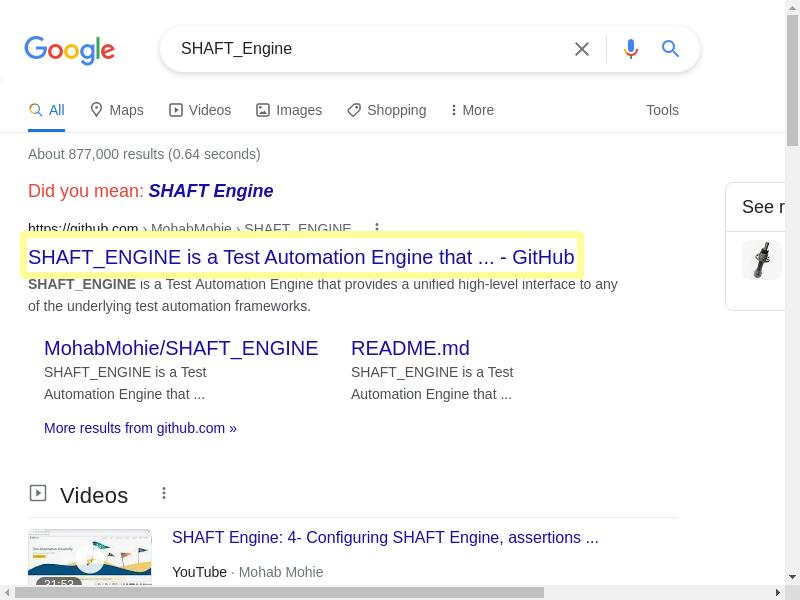 Google
SHAFT_Engine
All Maps Videos Images Shopping More Tools
About 877,000 results (0.64 seconds)
Did you mean: SHAFT Engine
https://github.com › MohabMohie › SHAFT_ENGINE
SHAFT_ENGINE is a Test Automation Engine that ... - GitHub
SHAFT_ENGINE is a Test Automation Engine that provides a unified high-level interface to any
of the underlying test automation frameworks.
MohabMohie/SHAFT_ENGINE README.md
SHAFT_ENGINE is a Test SHAFT_ENGINE is a Test
Automation Engine that ... Automation Engine that ...
More results from github.com »
See r
Videos
SHAFT Engine: 4- Configuring SHAFT Engine, assertions ...
YouTube · Mohab Mohie
31:52